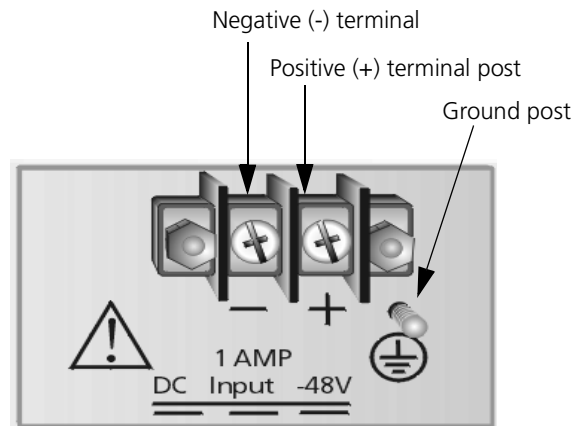 Negative (-) terminal
Positive (+) terminal post
Ground post
− +
1 AMP
DC Input -48V